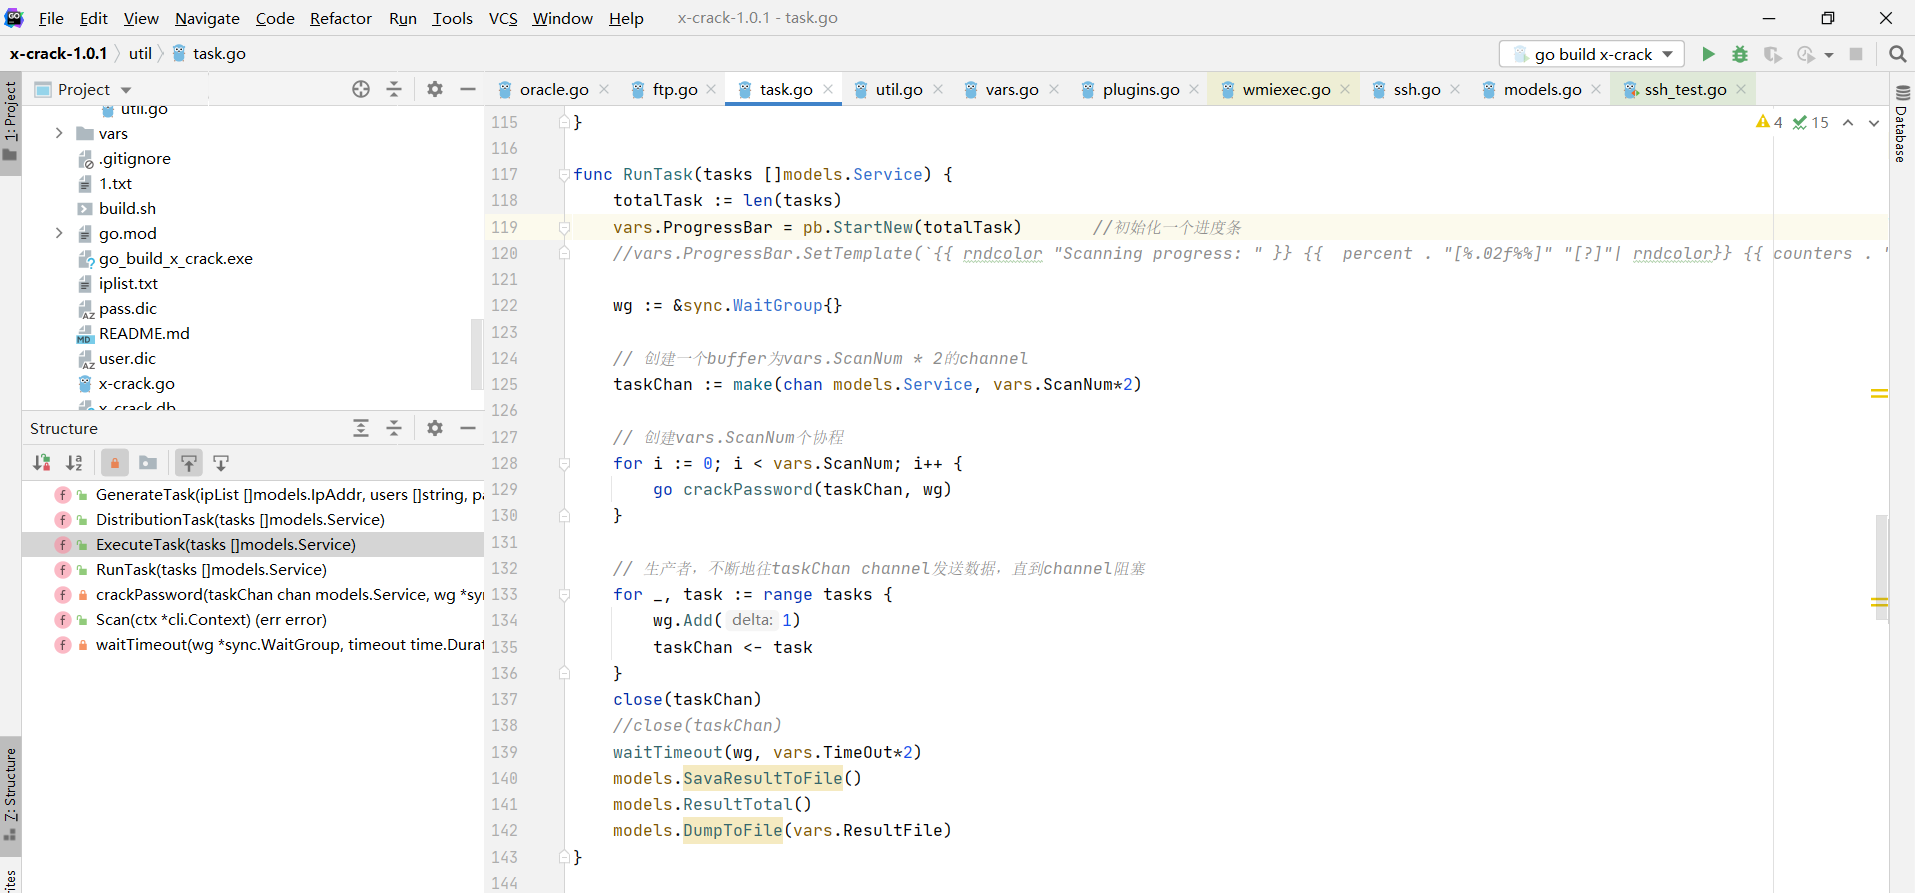 File Edit View Navigate Code Refactor Run Tools VCS Window Help x-crack-1.0.1 - task.go
x-crack-1.0.1 util task.go go build x-crack
1: Project
Project
oracle.go ftp.go task.go util.go vars.go plugins.go wmiexec.go ssh.go models.go ssh_test.go
Database
util.go
vars
.gitignore
1.txt
build.sh
go.mod
go_build_x_crack.exe
iplist.txt
pass.dic
README.md
user.dic
x-crack.go
x_crack.db
Structure
GenerateTask(ipList []models.IpAddr, users []string, pa
DistributionTask(tasks []models.Service)
ExecuteTask(tasks []models.Service)
RunTask(tasks []models.Service)
crackPassword(taskChan chan models.Service, wg *syn
Scan(ctx *cli.Context) (err error)
waitTimeout(wg *sync.WaitGroup, timeout time.Durat
Z: Structure
rites
4 15
115 }
116
117 func RunTask(tasks []models.Service) {
118 totalTask := len(tasks)
119 vars.ProgressBar = pb.StartNew(totalTask) //初始化一个进度条
120 //vars.ProgressBar.SetTemplate(`{{ rndcolor "Scanning progress: " }} {{  percent . "[%.02f%%]" "[?]"| rndcolor}} {{ counters . "
121
122 wg := &sync.WaitGroup{}
123
124 // 创建一个buffer为vars.ScanNum * 2的channel
125 taskChan := make(chan models.Service, vars.ScanNum*2)
126
127 // 创建vars.ScanNum个协程
128 for i := 0; i < vars.ScanNum; i++ {
129 go crackPassword(taskChan, wg)
130 }
131
132 // 生产者，不断地往taskChan channel发送数据，直到channel阻塞
133 for _, task := range tasks {
134 wg.Add( delta: 1)
135 taskChan <- task
136 }
137 close(taskChan)
138 //close(taskChan)
139 waitTimeout(wg, vars.TimeOut*2)
140 models.SavaResultToFile()
141 models.ResultTotal()
142 models.DumpToFile(vars.ResultFile)
143 }
144